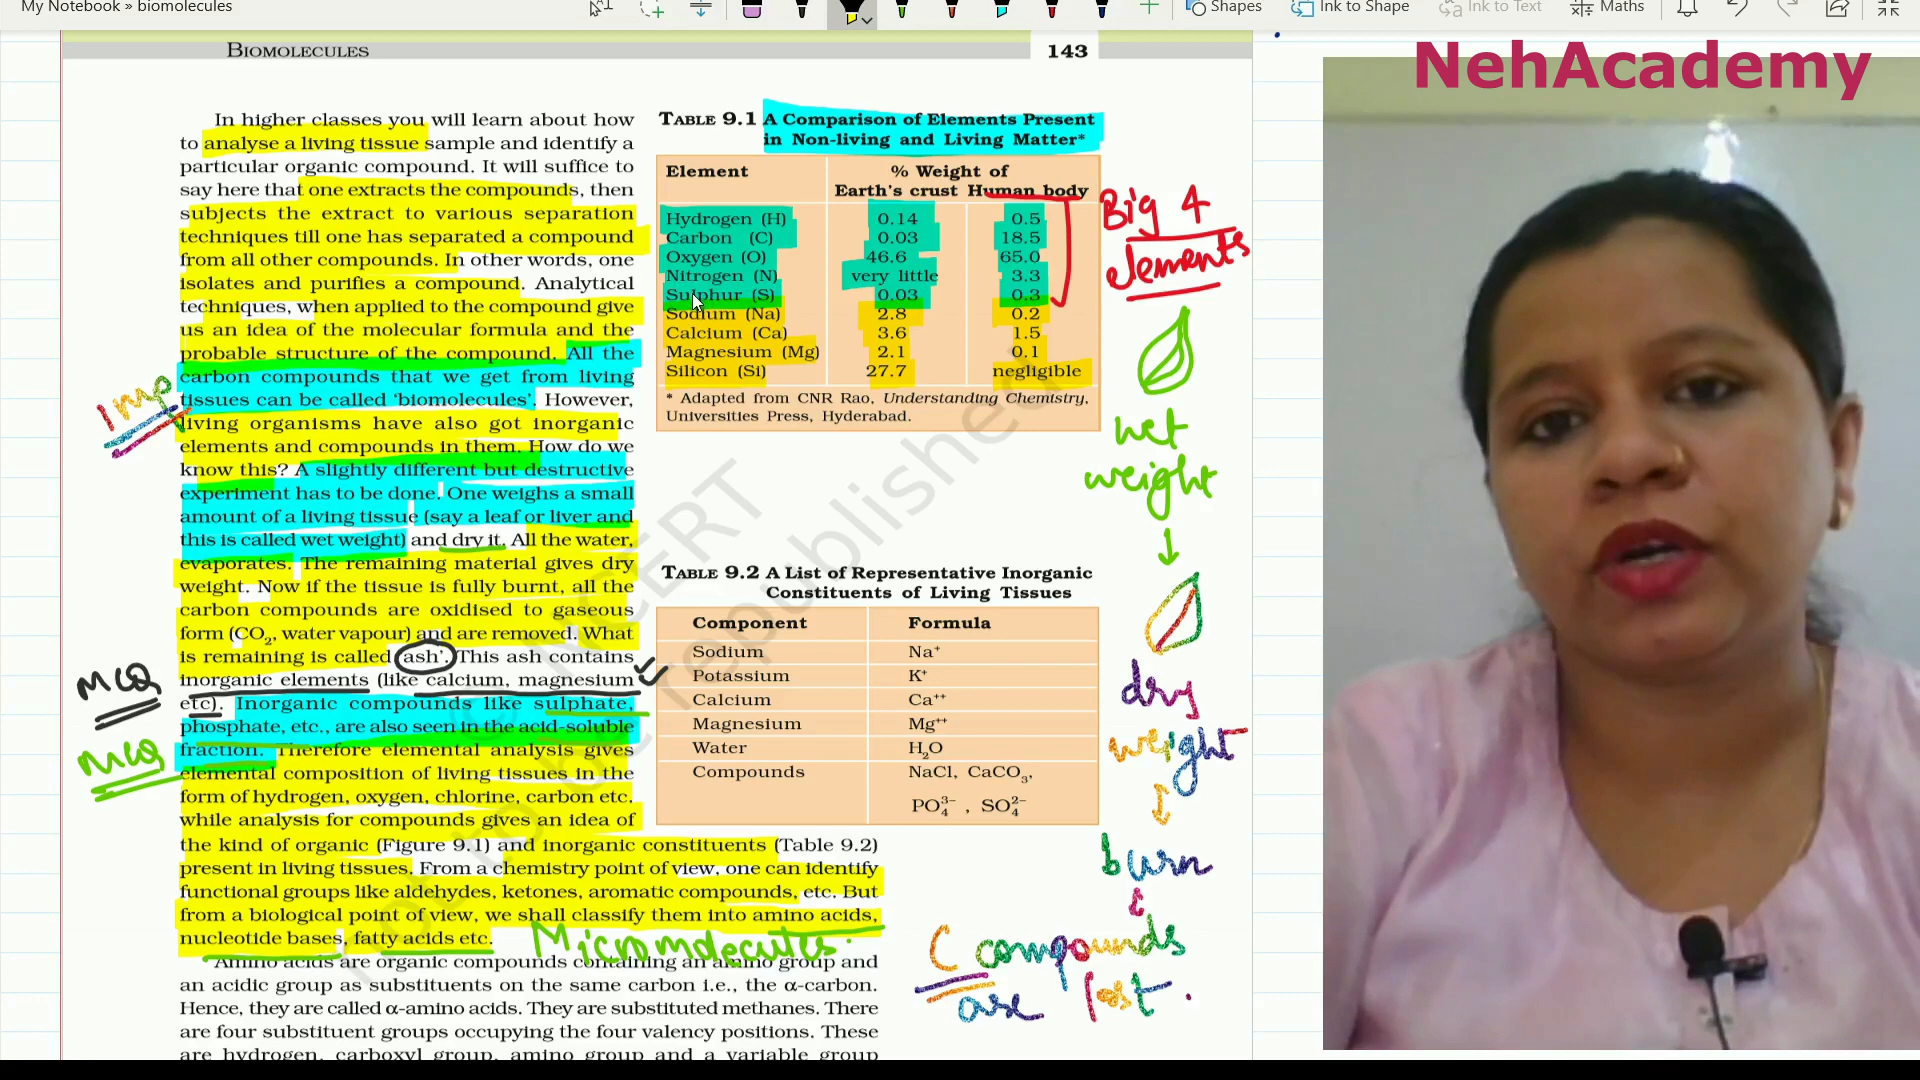 My Notebook » biomolecules
Shapes
Ink to Shape
Ink to Text
Maths
NehAcademy
BIOMOLECULES
143
In higher classes you will learn about how
to analyse a living tissue sample and identify a
particular organic compound. It will suffice to
say here that one extracts the compounds, then
subjects the extract to various separation
techniques till one has separated a compound
from all other compounds. In other words, one
isolates and purifies a compound. Analytical
techniques, when applied to the compound give
us an idea of the molecular formula and the
probable structure of the compound. All the
carbon compounds that we get from living
tissues can be called ‘biomolecules’. However,
living organisms have also got inorganic
elements and compounds in them. How do we
know this? A slightly different but destructive
experiment has to be done. One weighs a small
amount of a living tissue (say a leaf or liver and
this is called wet weight) and dry it. All the water,
evaporates. The remaining material gives dry
weight. Now if the tissue is fully burnt, all the
carbon compounds are oxidised to gaseous
form (CO₂, water vapour) and are removed. What
is remaining is called ‘ash’. This ash contains
inorganic elements (like calcium, magnesium
etc). Inorganic compounds like sulphate,
phosphate, etc., are also seen in the acid-soluble
fraction. Therefore elemental analysis gives
elemental composition of living tissues in the
form of hydrogen, oxygen, chlorine, carbon etc.
while analysis for compounds gives an idea of
the kind of organic (Figure 9.1) and inorganic constituents (Table 9.2)
present in living tissues. From a chemistry point of view, one can identify
functional groups like aldehydes, ketones, aromatic compounds, etc. But
from a biological point of view, we shall classify them into amino acids,
nucleotide bases, fatty acids etc.
Micromolecules.
Amino acids are organic compounds containing an amino group and
an acidic group as substituents on the same carbon i.e., the α-carbon.
Hence, they are called α-amino acids. They are substituted methanes. There
are four substituent groups occupying the four valency positions. These
are hydrogen, carboxyl group, amino group and a variable group
Imp
MCQ
MCQ
TABLE 9.1 A Comparison of Elements Present
in Non-living and Living Matter*
Element % Weight of
Earth’s crust Human body
Hydrogen (H) 0.14 0.5
Carbon (C) 0.03 18.5
Oxygen (O) 46.6 65.0
Nitrogen (N) very little 3.3
Sulphur (S) 0.03 0.3
Sodium (Na) 2.8 0.2
Calcium (Ca) 3.6 1.5
Magnesium (Mg) 2.1 0.1
Silicon (Si) 27.7 negligible
* Adapted from CNR Rao, Understanding Chemistry,
Universities Press, Hyderabad.
TABLE 9.2 A List of Representative Inorganic
Constituents of Living Tissues
Component Formula
Sodium Na⁺
Potassium K⁺
Calcium Ca⁺⁺
Magnesium Mg⁺⁺
Water H₂O
Compounds NaCl, CaCO₃,
PO₄³⁻ , SO₄²⁻
© NCERT
not to be republished
Big 4
elements
wet
weight
dry
weight
burn
&
C compounds
are lost.